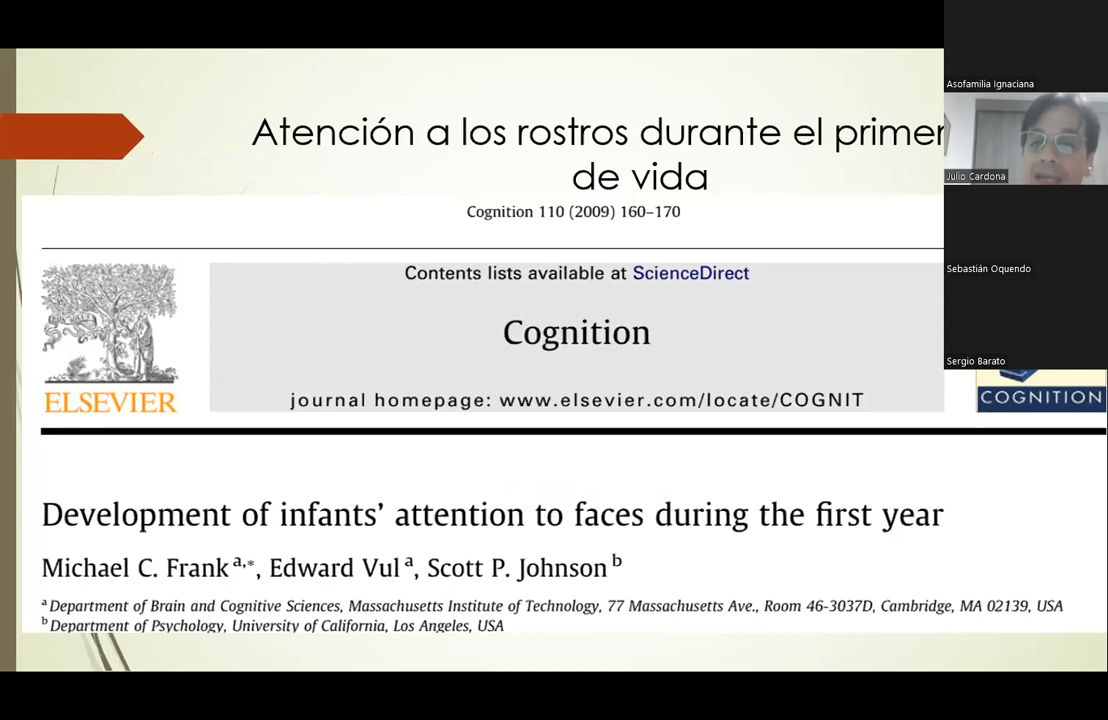 Atención a los rostros durante el primer
de vida
Cognition 110 (2009) 160–170
Contents lists available at ScienceDirect
Cognition
journal homepage: www.elsevier.com/locate/COGNIT
ELSEVIER
COGNITION
Development of infants’ attention to faces during the first year
Michael C. Frank a,*, Edward Vul a, Scott P. Johnson b
a Department of Brain and Cognitive Sciences, Massachusetts Institute of Technology, 77 Massachusetts Ave., Room 46-3037D, Cambridge, MA 02139, USA
b Department of Psychology, University of California, Los Angeles, USA
Asofamilia Ignaciana
Julio Cardona
Sebastián Oquendo
Sergio Barato